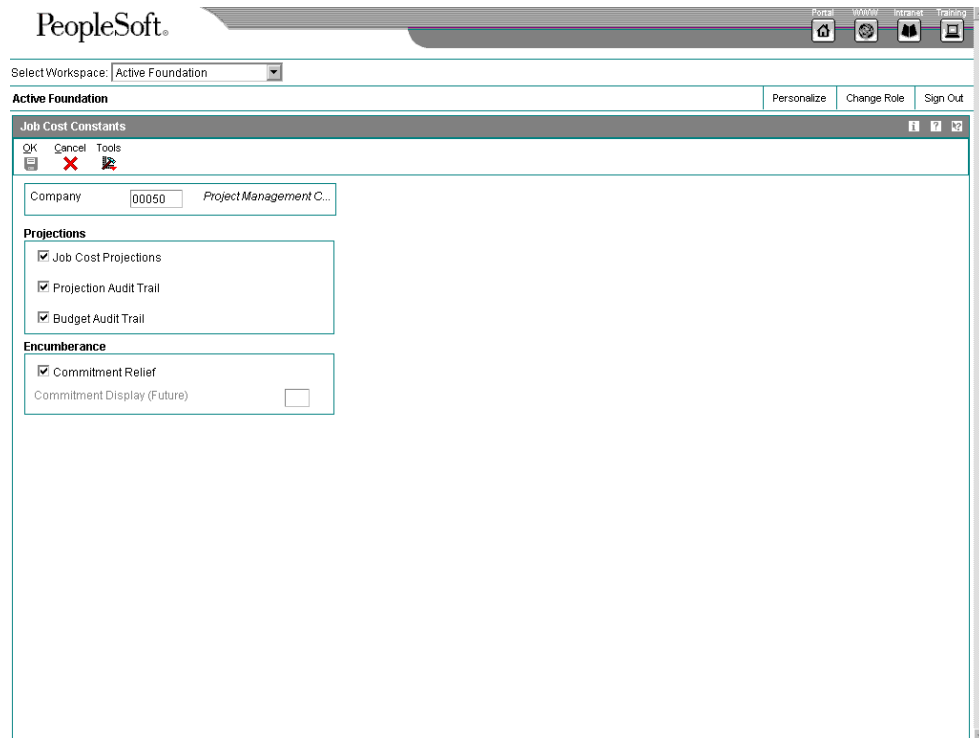 Portal WWW Intranet Training
PeopleSoft®
Select Workspace: Active Foundation
Active Foundation Personalize Change Role Sign Out
Job Cost Constants i ? ?
OK Cancel Tools
Company 00050 Project Management C...
Projections
Job Cost Projections
Projection Audit Trail
Budget Audit Trail
Encumberance
Commitment Relief
Commitment Display (Future)